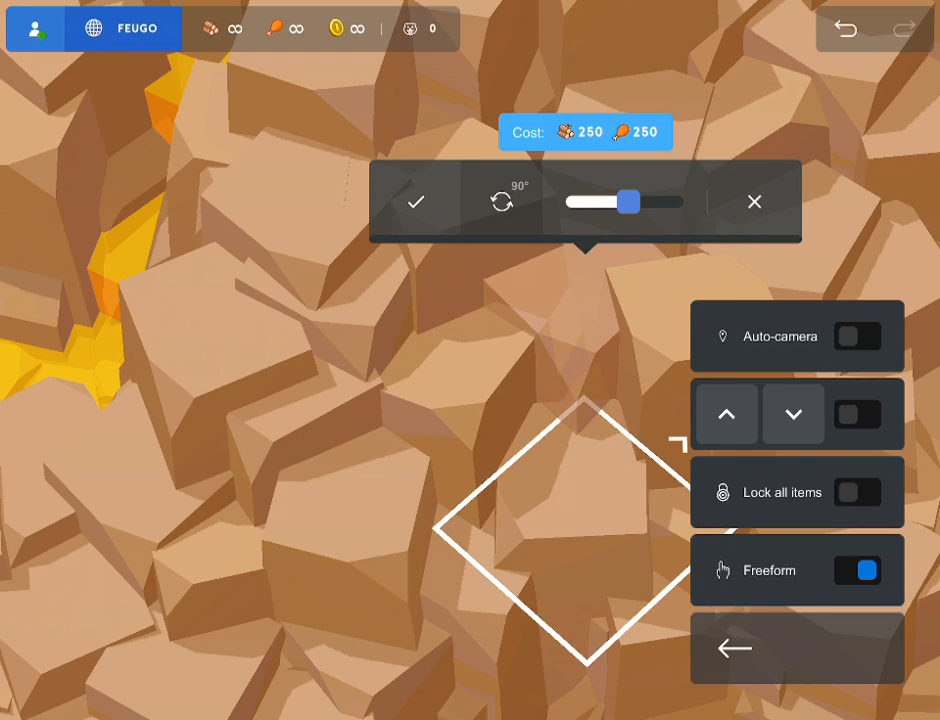 FEUGO ∞ ∞ ∞ | 0
Cost: 250 250
90°
Auto-camera
Lock all items
Freeform